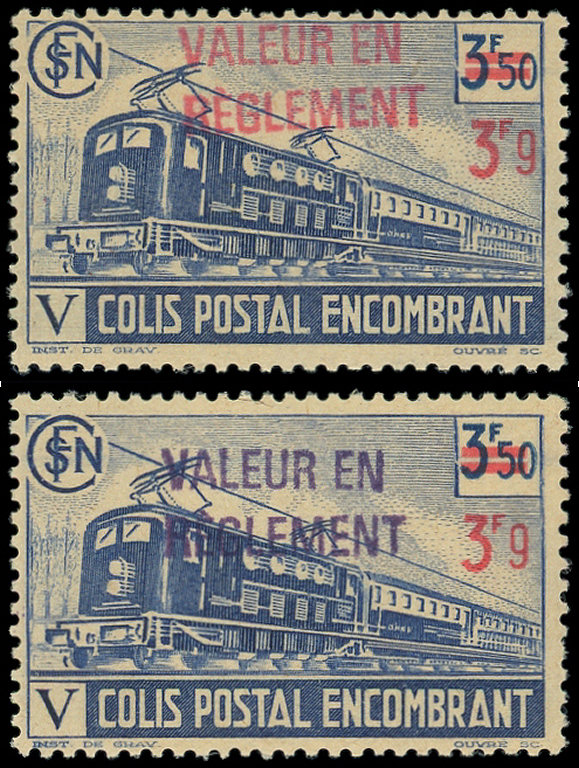 SNCF
VALEUR EN
RÈGLEMENT
3F50
3F9
V COLIS POSTAL ENCOMBRANT
INST. DE GRAV. OUVRÉ SC.
SNCF
VALEUR EN
RÈGLEMENT
3F50
3F9
V COLIS POSTAL ENCOMBRANT
INST. DE GRAV. OUVRÉ SC.